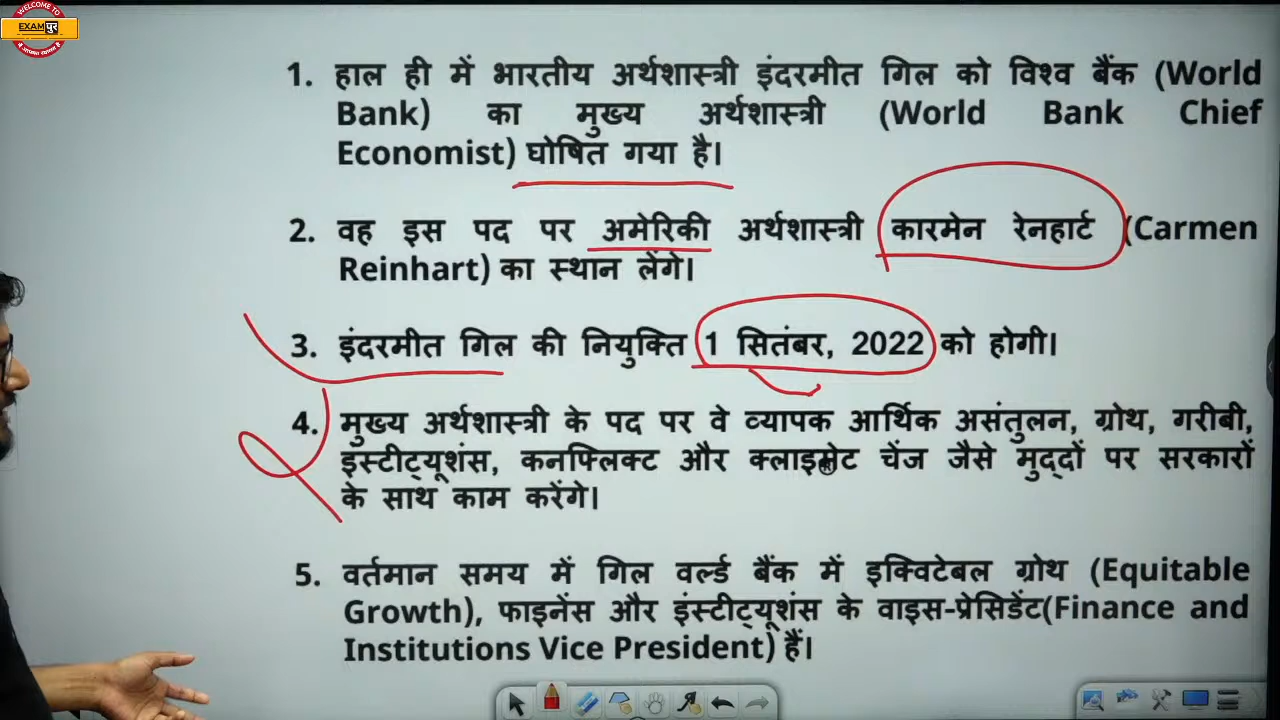 WELCOME TO
EXAMपुर
1. हाल ही में भारतीय अर्थशास्त्री इंदरमीत गिल को विश्व बैंक (World
Bank) का मुख्य अर्थशास्त्री (World Bank Chief
Economist) घोषित गया है।
2. वह इस पद पर अमेरिकी अर्थशास्त्री कारमेन रेनहार्ट (Carmen
Reinhart) का स्थान लेंगे।
3. इंदरमीत गिल की नियुक्ति 1 सितंबर, 2022 को होगी।
4. मुख्य अर्थशास्त्री के पद पर वे व्यापक आर्थिक असंतुलन, ग्रोथ, गरीबी,
इंस्टीट्यूशंस, कनफ्लिक्ट और क्लाइमेट चेंज जैसे मुद्दों पर सरकारों
के साथ काम करेंगे।
5. वर्तमान समय में गिल वर्ल्ड बैंक में इक्विटेबल ग्रोथ (Equitable
Growth), फाइनेंस और इंस्टीट्यूशंस के वाइस-प्रेसिडेंट(Finance and
Institutions Vice President) हैं।